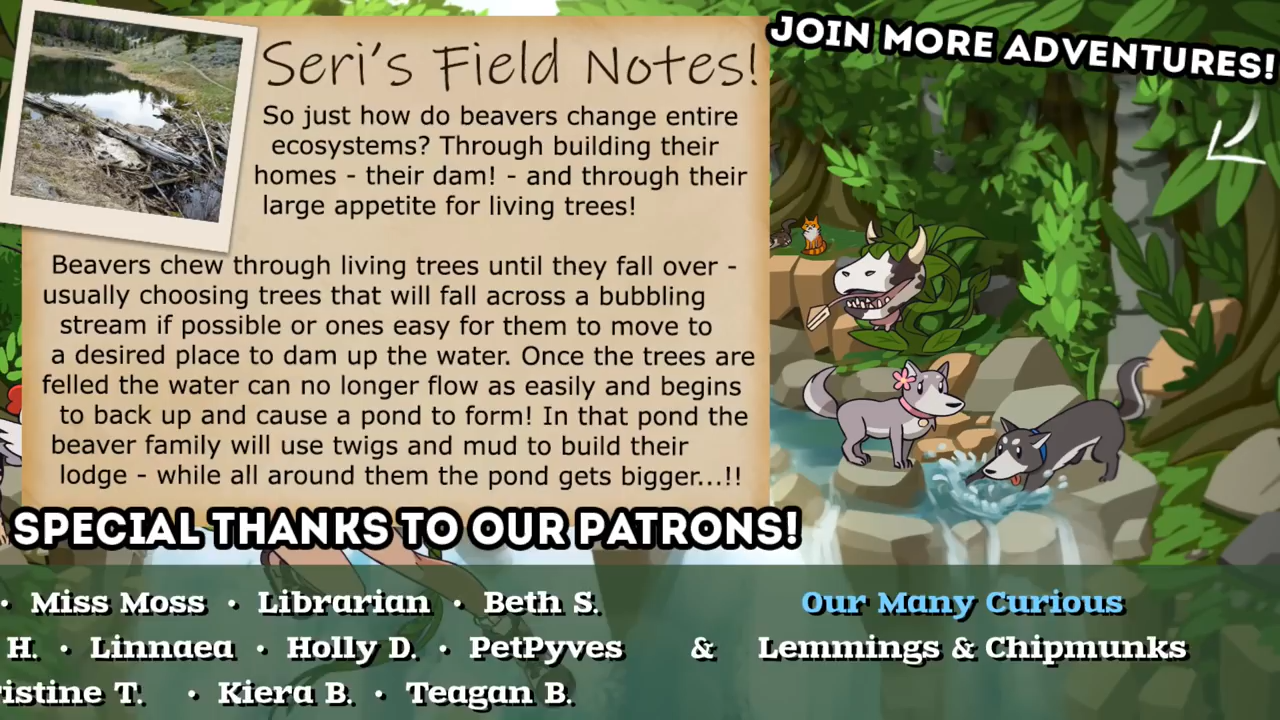 Seri's Field Notes!
So just how do beavers change entire
ecosystems? Through building their
homes - their dam! - and through their
large appetite for living trees!
Beavers chew through living trees until they fall over -
usually choosing trees that will fall across a bubbling
stream if possible or ones easy for them to move to
a desired place to dam up the water. Once the trees are
felled the water can no longer flow as easily and begins
to back up and cause a pond to form! In that pond the
beaver family will use twigs and mud to build their
lodge - while all around them the pond gets bigger...!!
JOIN MORE ADVENTURES!
SPECIAL THANKS TO OUR PATRONS!
· Miss Moss · Librarian · Beth S.
H. · Linnaea · Holly D. · PetPyves
istine T. · Kiera B. · Teagan B.
Our Many Curious
& Lemmings & Chipmunks